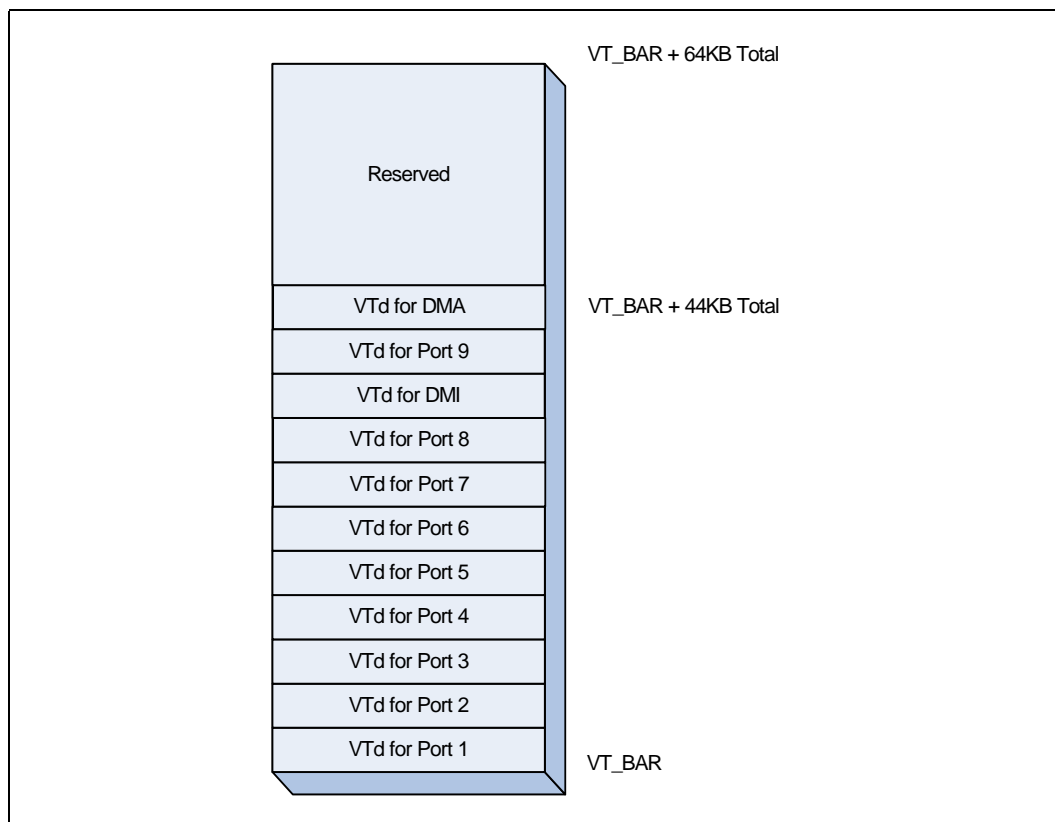 VT_BAR + 64KB Total
Reserved
VTd for DMA
VT_BAR + 44KB Total
VTd for Port 9
VTd for DMI
VTd for Port 8
VTd for Port 7
VTd for Port 6
VTd for Port 5
VTd for Port 4
VTd for Port 3
VTd for Port 2
VTd for Port 1
VT_BAR